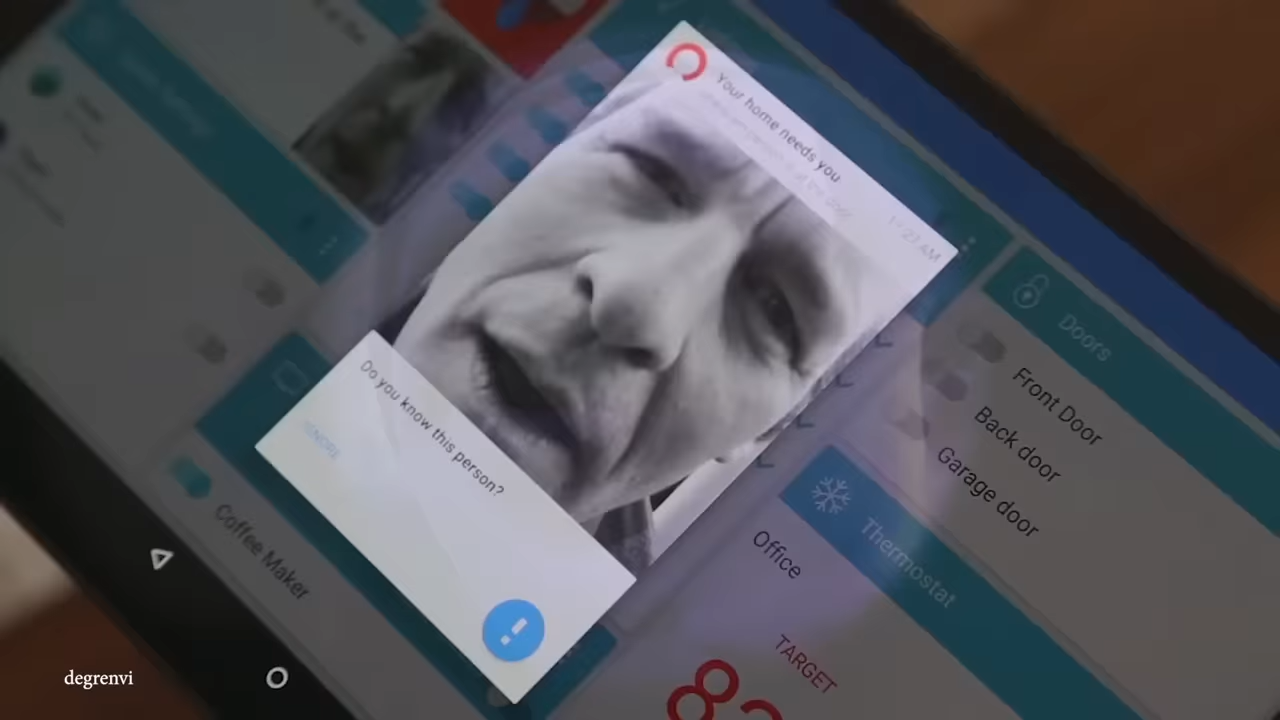 Your home needs you
Do you know this person?
IGNORE
Doors
Front Door
Back door
Garage door
Thermostat
Office
TARGET
Coffee Maker
degrenvi